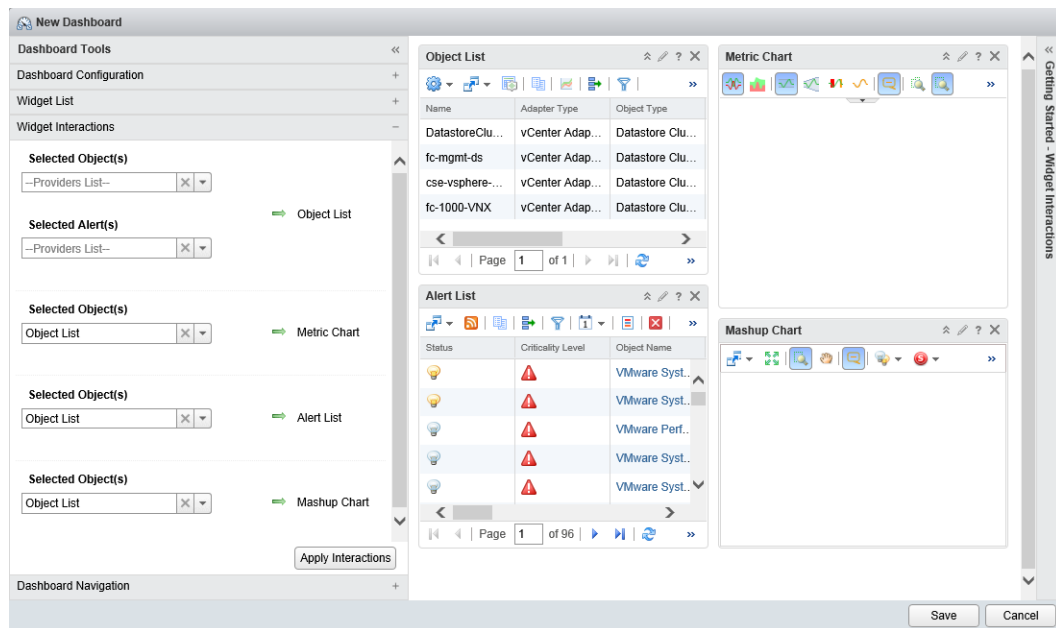 New Dashboard
Dashboard Tools «
Dashboard Configuration +
Widget List +
Widget Interactions −
Selected Object(s)
--Providers List--
Object List
Selected Alert(s)
--Providers List--
Selected Object(s)
Object List
Metric Chart
Selected Object(s)
Object List
Alert List
Selected Object(s)
Object List
Mashup Chart
Apply Interactions
Dashboard Navigation +
Object List ?
»
Name Adapter Type Object Type
DatastoreClu... vCenter Adap... Datastore Clu...
fc-mgmt-ds vCenter Adap... Datastore Clu...
cse-vsphere-... vCenter Adap... Datastore Clu...
fc-1000-VNX vCenter Adap... Datastore Clu...
Page 1 of 1 »
Alert List ?
1 »
Status Criticality Level Object Name
VMware Syst..
VMware Syst..
VMware Perf..
VMware Syst..
VMware Syst..
Page 1 of 96 »
Metric Chart ?
»
Mashup Chart ?
S »
«
Getting Started - Widget Interactions
Save Cancel